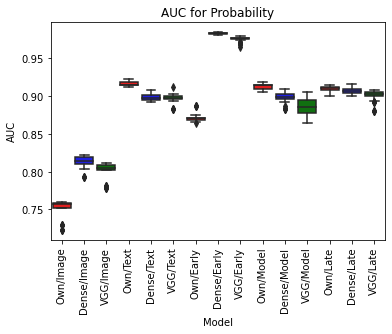 AUC for Probability
AUC
0.95
0.90
0.85
0.80
0.75
Own/Image
Dense/Image
VGG/Image
Own/Text
Dense/Text
VGG/Text
Own/Early
Dense/Early
VGG/Early
Own/Model
Dense/Model
VGG/Model
Own/Late
Dense/Late
VGG/Late
Model